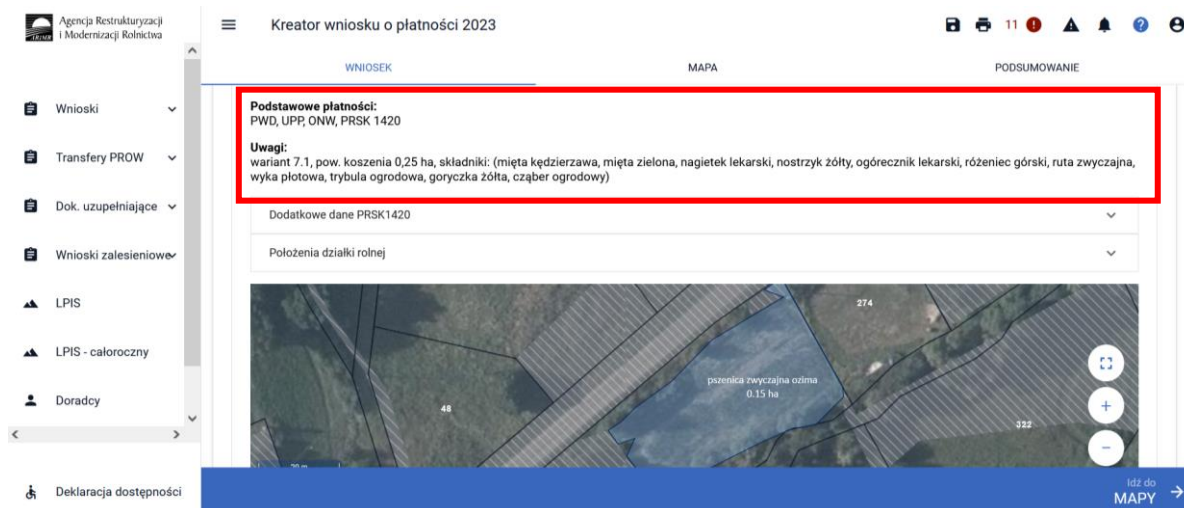 Agencja Restrukturyzacji
i Modernizacji Rolnictwa
Kreator wniosku o płatności 2023
11
WNIOSEK
MAPA
PODSUMOWANIE
Wnioski
Transfery PROW
Dok. uzupełniające
Wnioski zalesieniowe
LPIS
LPIS - całoroczny
Doradcy
Deklaracja dostępności
Podstawowe płatności:
PWD, UPP, ONW, PRSK 1420
Uwagi:
wariant 7.1, pow. koszenia 0,25 ha, składniki: (mięta kędzierzawa, mięta zielona, nagietek lekarski, nostrzyk żółty, ogórecznik lekarski, różeniec górski, ruta zwyczajna,
wyka płotowa, trybula ogrodowa, goryczka żółta, cząber ogrodowy)
Dodatkowe dane PRSK1420
Położenia działki rolnej
274
pszenica zwyczajna ozima
0.15 ha
48
322
Idź do
MAPY